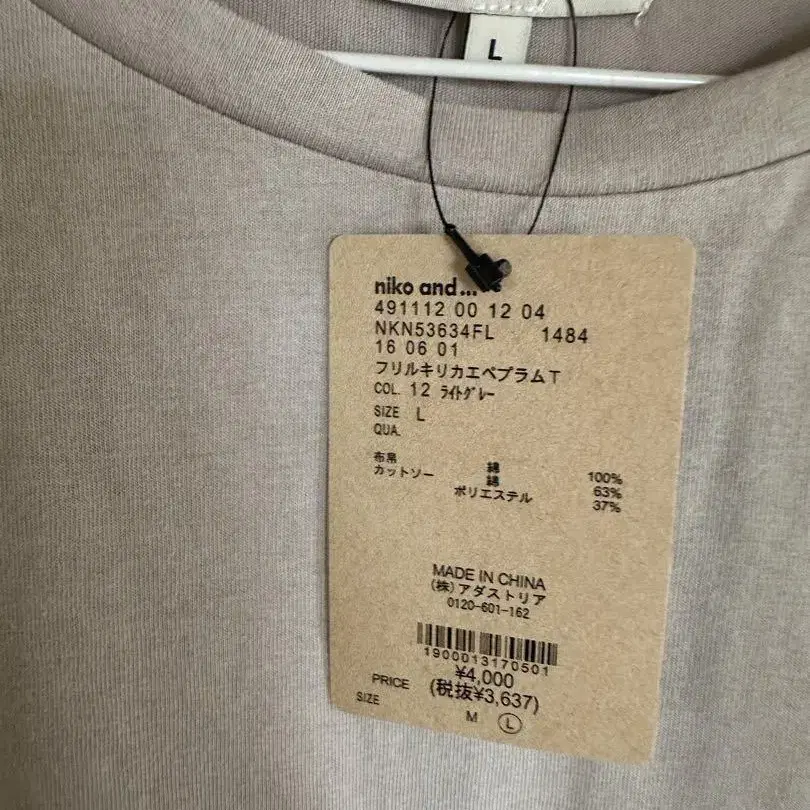 L
niko and...
491112 00 12 04
NKN53634FL 1484
16 06 01
フリルキリカエペプラムT
COL. 12 ﾗｲﾄｸﾞﾚｰ
SIZE L
QUA.
布帛 綿 100%
カットソー 綿 63%
ポリエステル 37%
MADE IN CHINA
(株)アダストリア
0120-601-162
1900013170501
PRICE ¥4,000
(税抜¥3,637)
SIZE M L